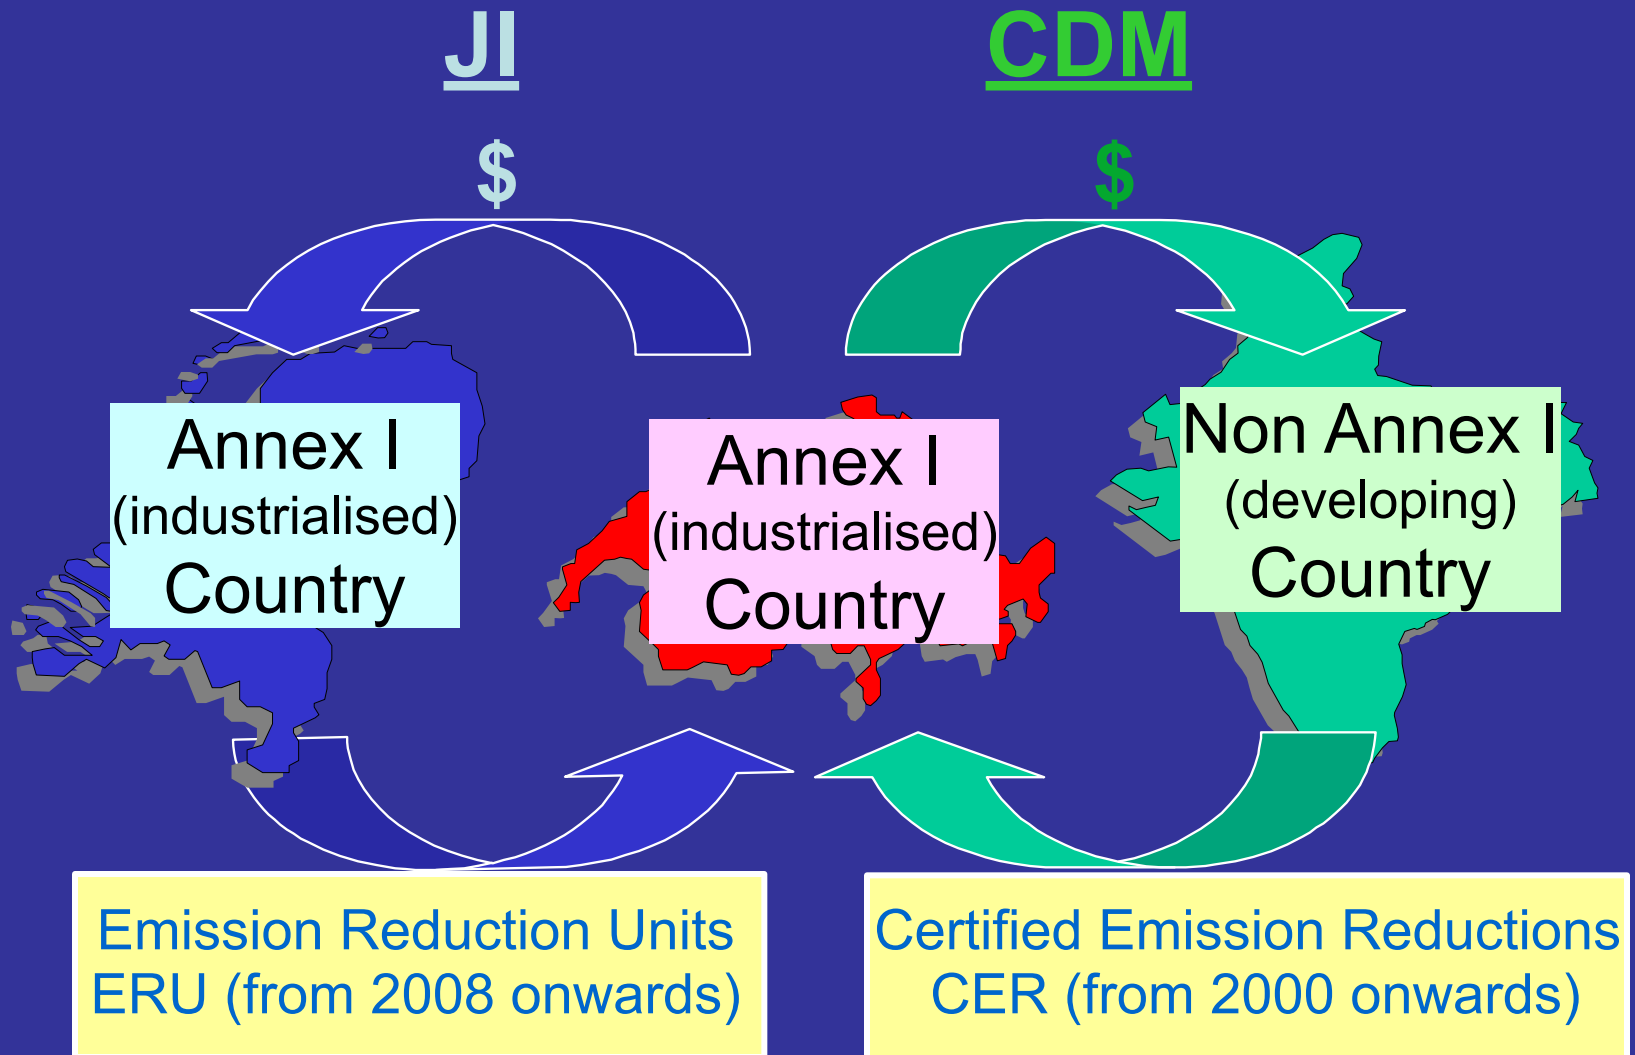 JI
CDM
$
$
Annex I
(industrialised)
Country
Annex I
(industrialised)
Country
Non Annex I
(developing)
Country
Emission Reduction Units
ERU (from 2008 onwards)
Certified Emission Reductions
CER (from 2000 onwards)